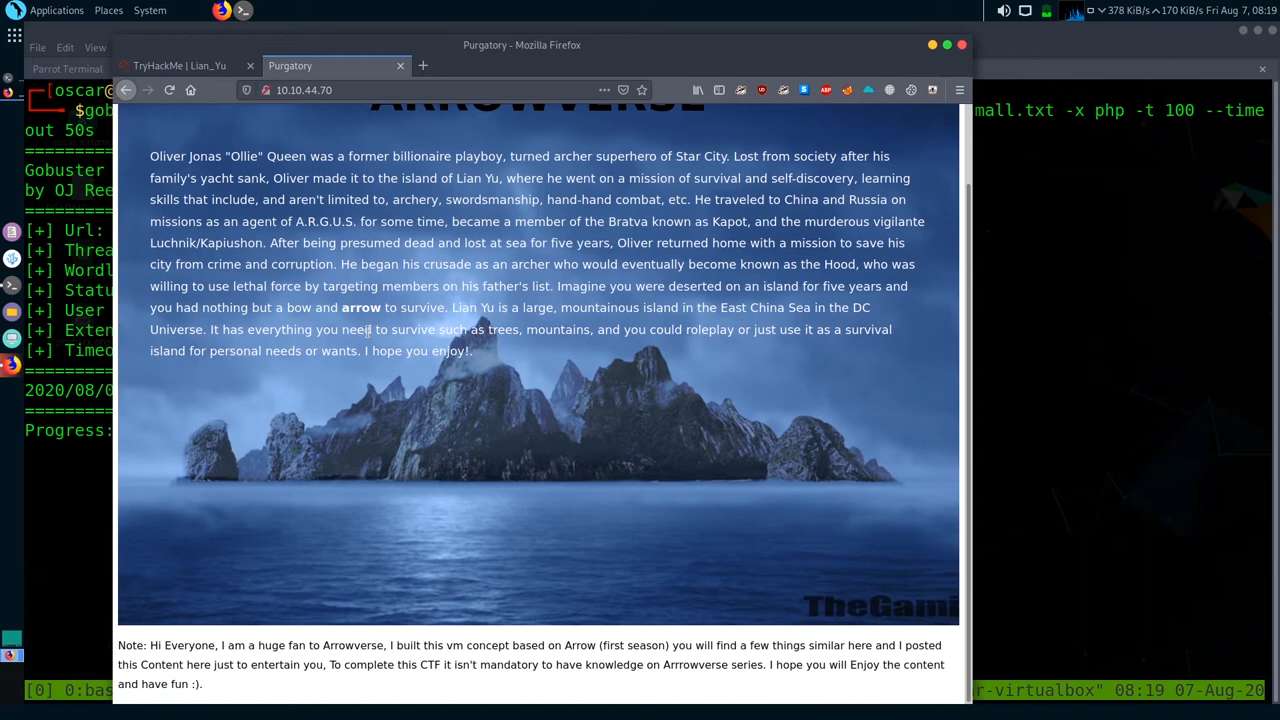 Applications Places System
378 KiB/s 170 KiB/s Fri Aug 7, 08:19
File Edit View
Purgatory - Mozilla Firefox
Parrot Terminal
TryHackMe | Lian_Yu
Purgatory
10.10.44.70
ABP
[oscar@
$gob
mall.txt -x php -t 100 --time
out 50s
Gobuster
by OJ Ree
[+] Url:
[+] Threa
[+] Wordl
[+] Statu
[+] User
[+] Exten
[+] Timeo
2020/08/0
Progress:
ARROWVERSE
Oliver Jonas "Ollie" Queen was a former billionaire playboy, turned archer superhero of Star City. Lost from society after his
family's yacht sank, Oliver made it to the island of Lian Yu, where he went on a mission of survival and self-discovery, learning
skills that include, and aren't limited to, archery, swordsmanship, hand-hand combat, etc. He traveled to China and Russia on
missions as an agent of A.R.G.U.S. for some time, became a member of the Bratva known as Kapot, and the murderous vigilante
Luchnik/Kapiushon. After being presumed dead and lost at sea for five years, Oliver returned home with a mission to save his
city from crime and corruption. He began his crusade as an archer who would eventually become known as the Hood, who was
willing to use lethal force by targeting members on his father's list. Imagine you were deserted on an island for five years and
you had nothing but a bow and arrow to survive. Lian Yu is a large, mountainous island in the East China Sea in the DC
Universe. It has everything you need to survive such as trees, mountains, and you could roleplay or just use it as a survival
island for personal needs or wants. I hope you enjoy!.
TheGami
Note: Hi Everyone, I am a huge fan to Arrowverse, I built this vm concept based on Arrow (first season) you will find a few things similar here and I posted
this Content here just to entertain you, To complete this CTF it isn't mandatory to have knowledge on Arrrowverse series. I hope you will Enjoy the content
and have fun :).
[0] 0:bas
r-virtualbox" 08:19 07-Aug-20